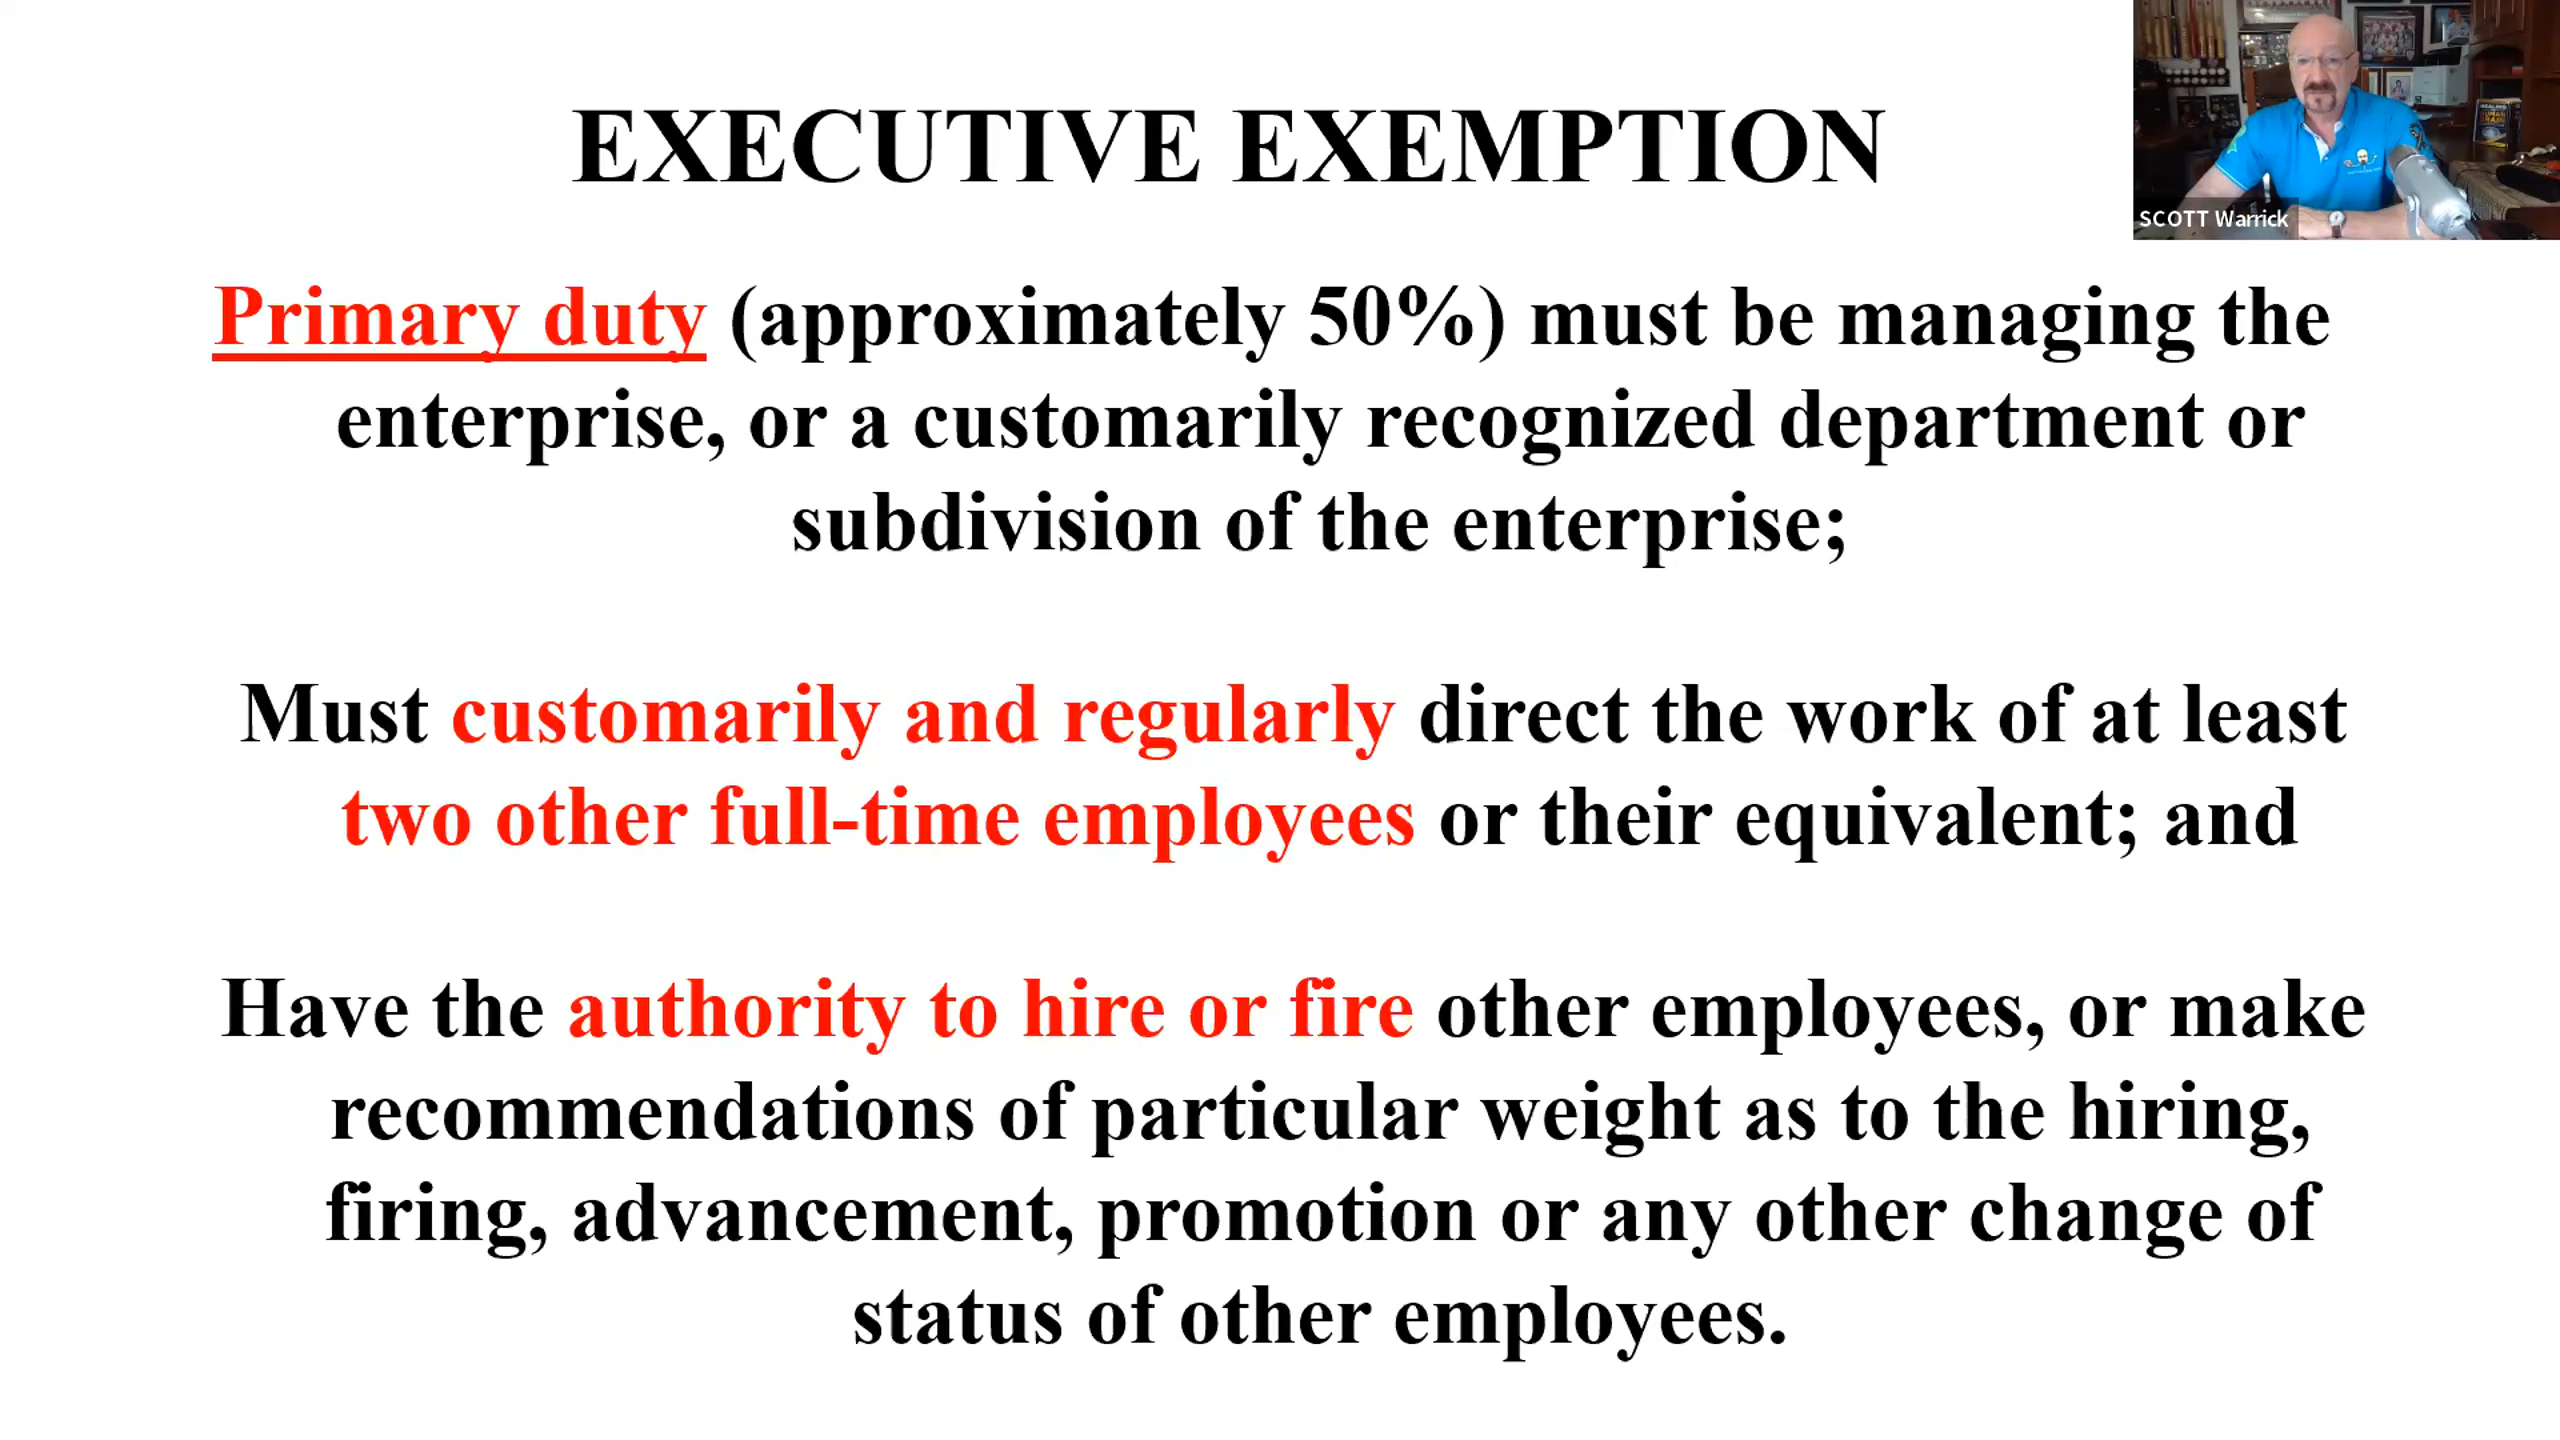 EXECUTIVE EXEMPTION
SCOTT Warrick
Primary duty (approximately 50%) must be managing the
enterprise, or a customarily recognized department or
subdivision of the enterprise;
Must customarily and regularly direct the work of at least
two other full-time employees or their equivalent; and
Have the authority to hire or fire other employees, or make
recommendations of particular weight as to the hiring,
firing, advancement, promotion or any other change of
status of other employees.